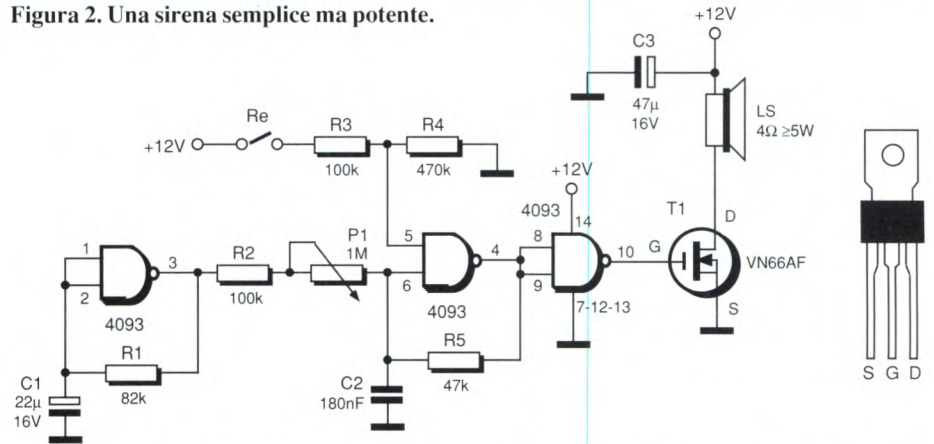 Figura 2. Una sirena semplice ma potente.
+12V
C3
47µ
16V
LS
4Ω ≥5W
Re
+12V
R3
100k
R4
470k
+12V
4093
14
T1
D
G
S
VN66AF
1
2
3
4093
R2
100k
P1
1M
5
6
4
4093
8
9
10
7-12-13
R1
82k
R5
47k
C1
22µ
16V
C2
180nF
S G D